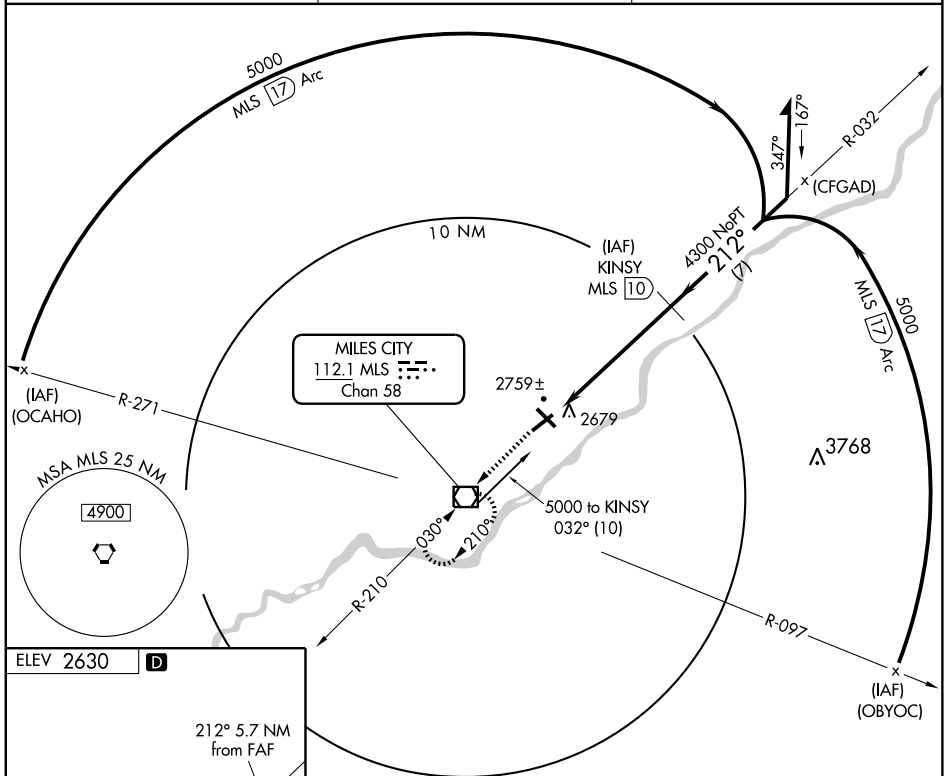 5000
MLS 17 Arc
347°
167°
R-032
(CFGAD)
10 NM
(IAF)
KINSY
MLS 10
4300 NoPT
212°
(7)
5000
MLS 17 Arc
MILES CITY
112.1 MLS
Chan 58
2759±
2679
3768
(IAF)
(OCAHO)
R-271
MSA MLS 25 NM
4900
5000 to KINSY
032° (10)
030°
210°
R-210
R-097
(IAF)
(OBYOC)
ELEV 2630 D
212° 5.7 NM
from FAF